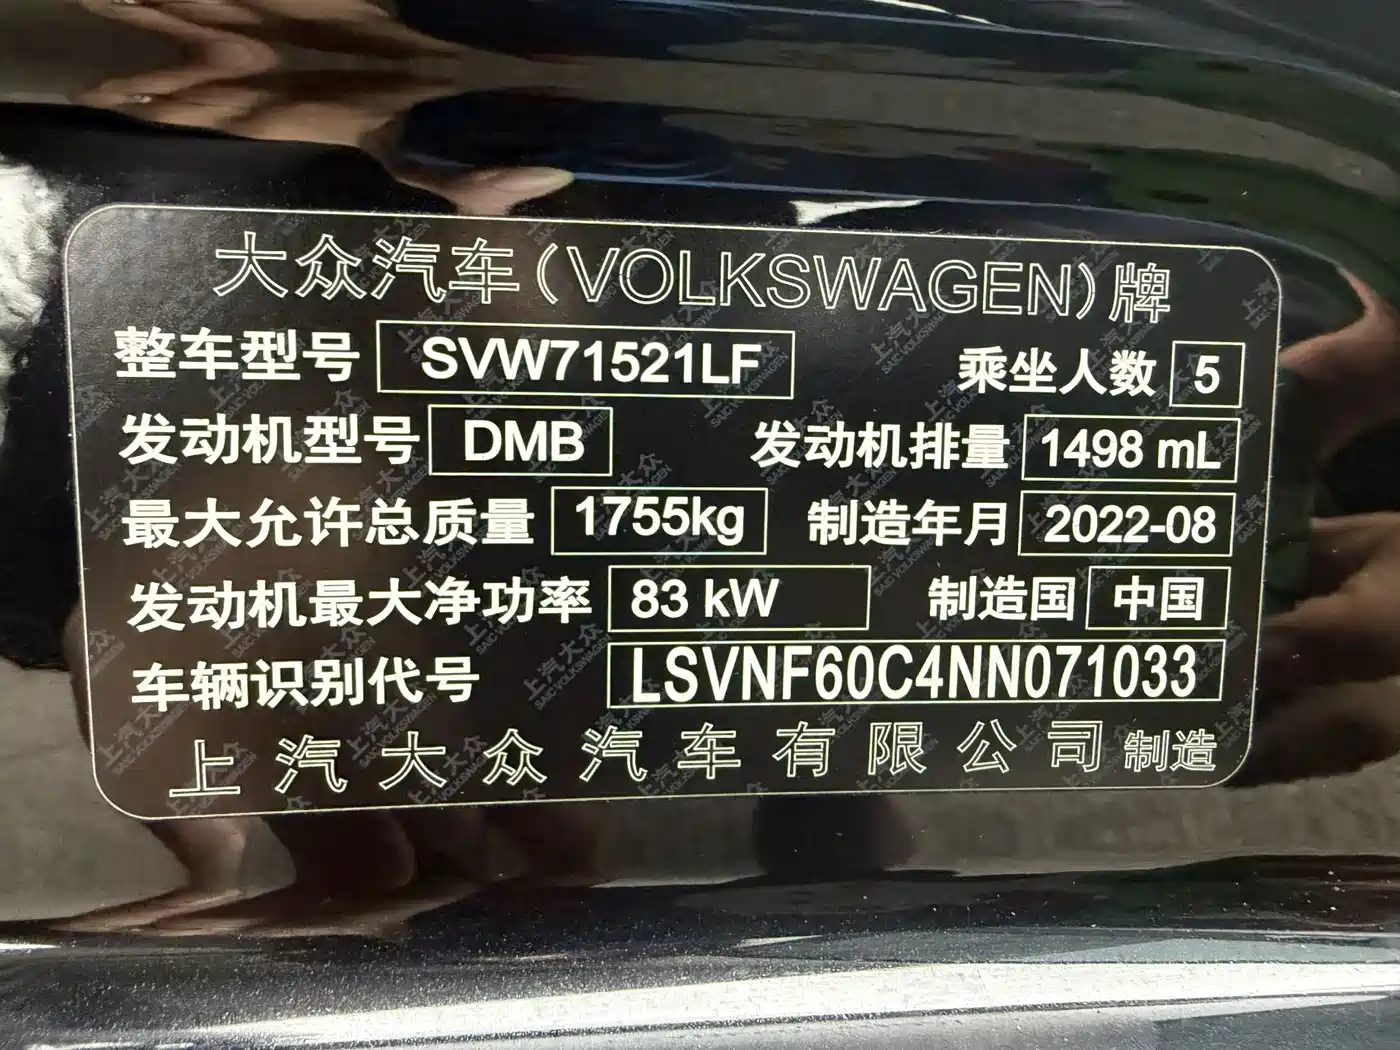 大众汽车(VOLKSWAGEN)牌
整车型号 SVW71521LF 乘坐人数 5
发动机型号 DMB 发动机排量 1498 mL
最大允许总质量 1755kg 制造年月 2022-08
发动机最大净功率 83 kW 制造国 中国
车辆识别代号 LSVNF60C4NN071033
上汽大众汽车有限公司 制造